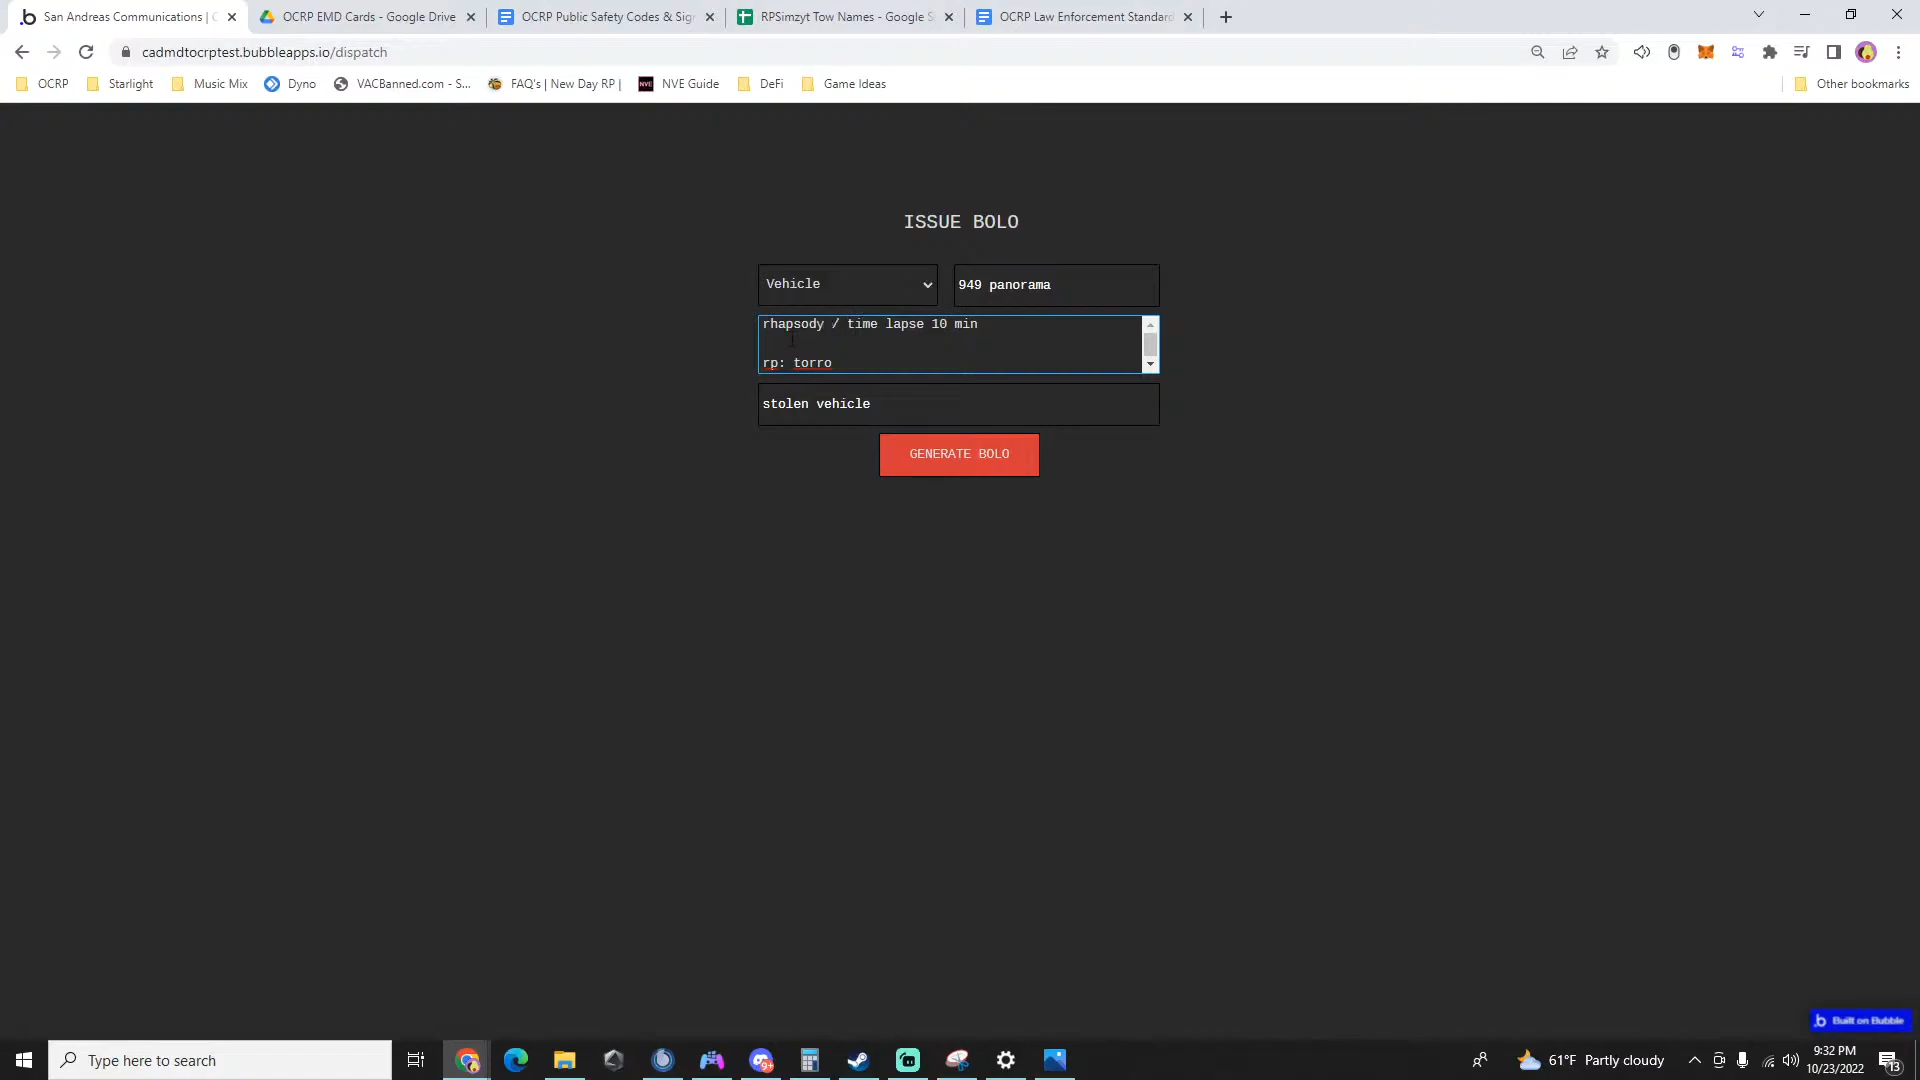 San Andreas Communications | C
OCRP EMD Cards - Google Drive
OCRP Public Safety Codes & Sig
RPSimzyt Tow Names - Google S
OCRP Law Enforcement Standard
cadmdtocrptest.bubbleapps.io/dispatch
OCRP
Starlight
Music Mix
Dyno
VACBanned.com - S...
FAQ's | New Day RP |
NVE
NVE Guide
DeFi
Game Ideas
Other bookmarks
ISSUE BOLO
Vehicle
949 panorama
rhapsody / time lapse 10 min
rp: torro
stolen vehicle
GENERATE BOLO
b Built on Bubble
Type here to search
9+
61°F Partly cloudy
9:32 PM
10/23/2022
13